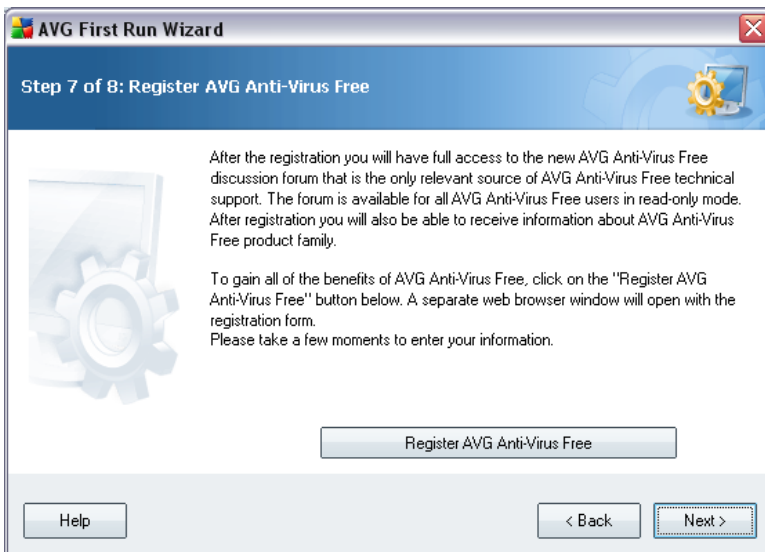 AVG First Run Wizard
Step 7 of 8: Register AVG Anti-Virus Free
After the registration you will have full access to the new AVG Anti-Virus Free
discussion forum that is the only relevant source of AVG Anti-Virus Free technical
support. The forum is available for all AVG Anti-Virus Free users in read-only mode.
After registration you will also be able to receive information about AVG Anti-Virus
Free product family.
To gain all of the benefits of AVG Anti-Virus Free, click on the "Register AVG
Anti-Virus Free" button below. A separate web browser window will open with the
registration form.
Please take a few moments to enter your information.
Register AVG Anti-Virus Free
Help
< Back
Next >